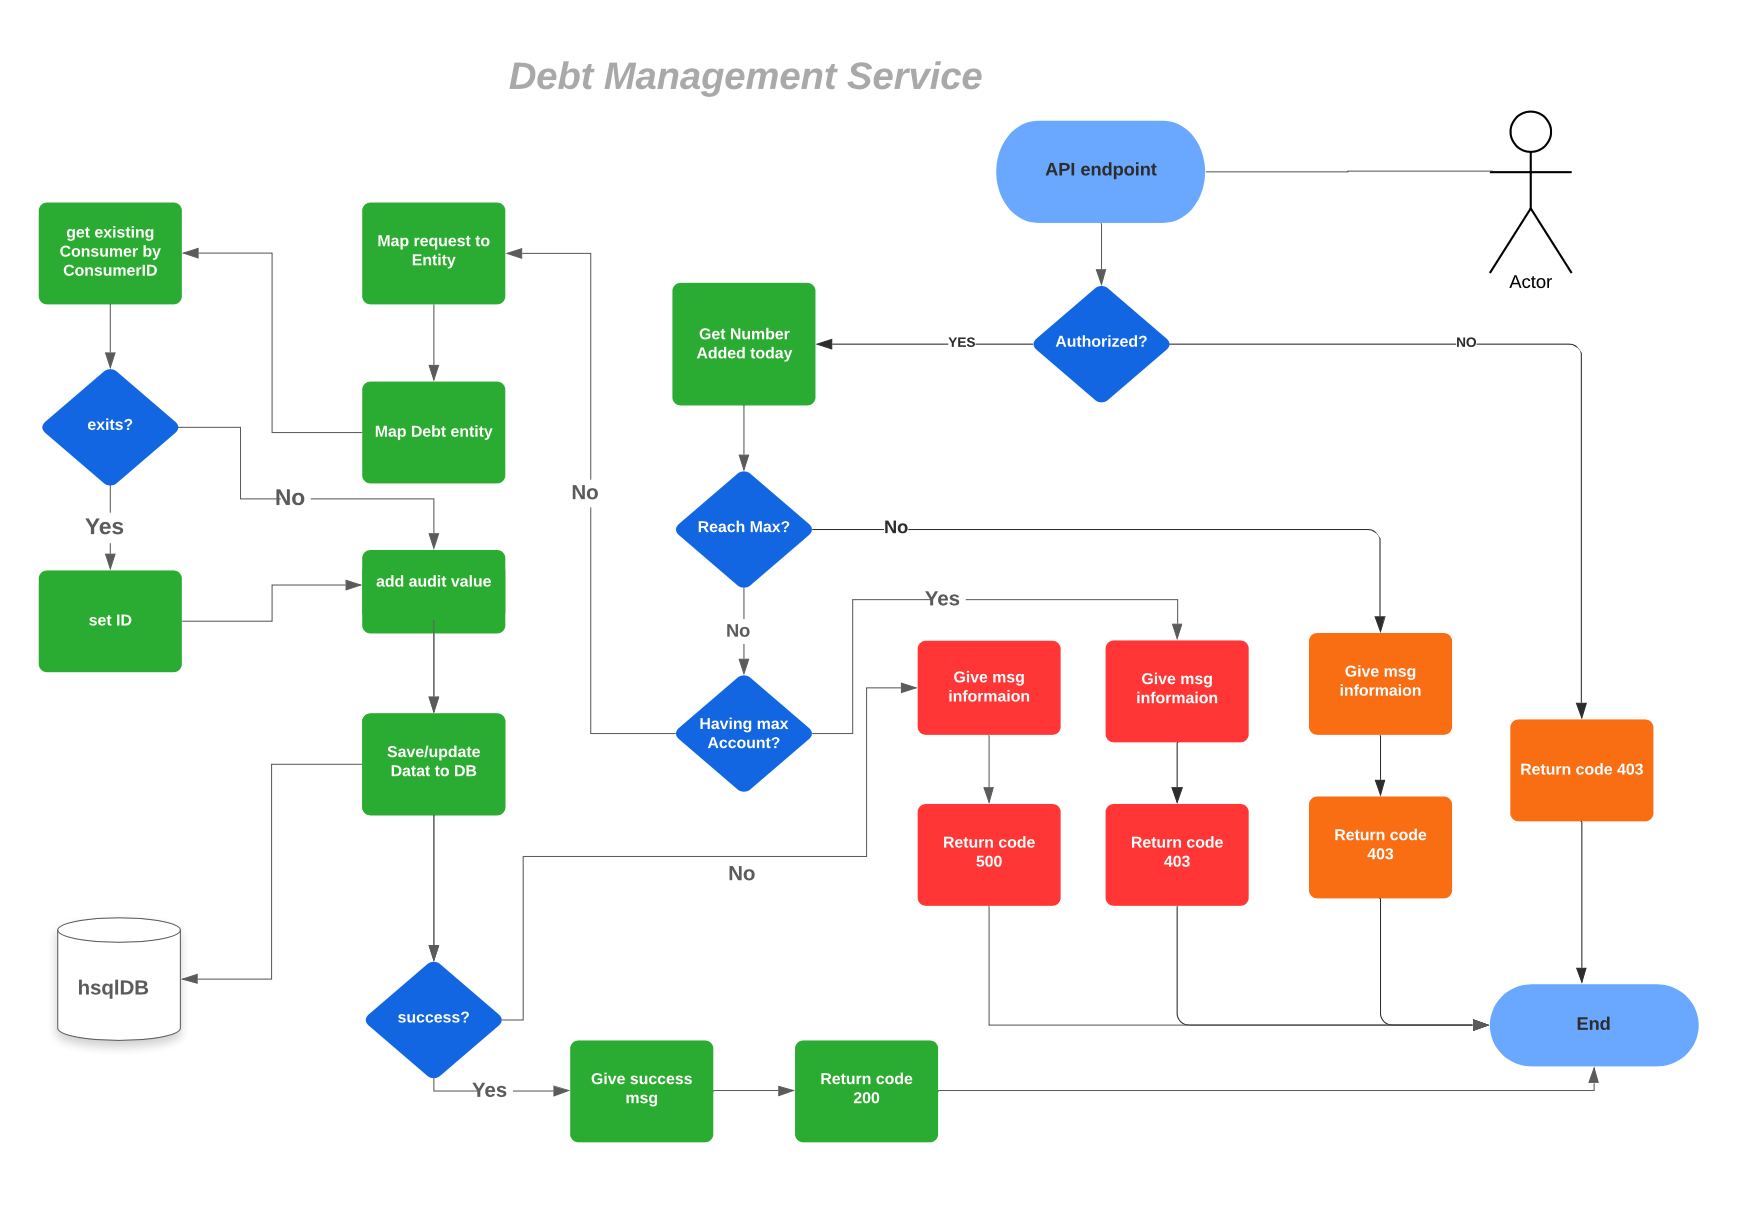 Debt Management Service
API endpoint
Actor
get existing
Consumer by
ConsumerID
Map request to
Entity
Get Number
Added today
YES
Authorized?
NO
exits?
Map Debt entity
No
No
Reach Max?
No
Yes
add audit value
set ID
No
Yes
Having max
Account?
Give msg
informaion
Give msg
informaion
Give msg
informaion
Return code 403
Save/update
Datat to DB
Return code
500
Return code
403
Return code
403
No
hsqlDB
success?
End
Yes
Give success
msg
Return code
200